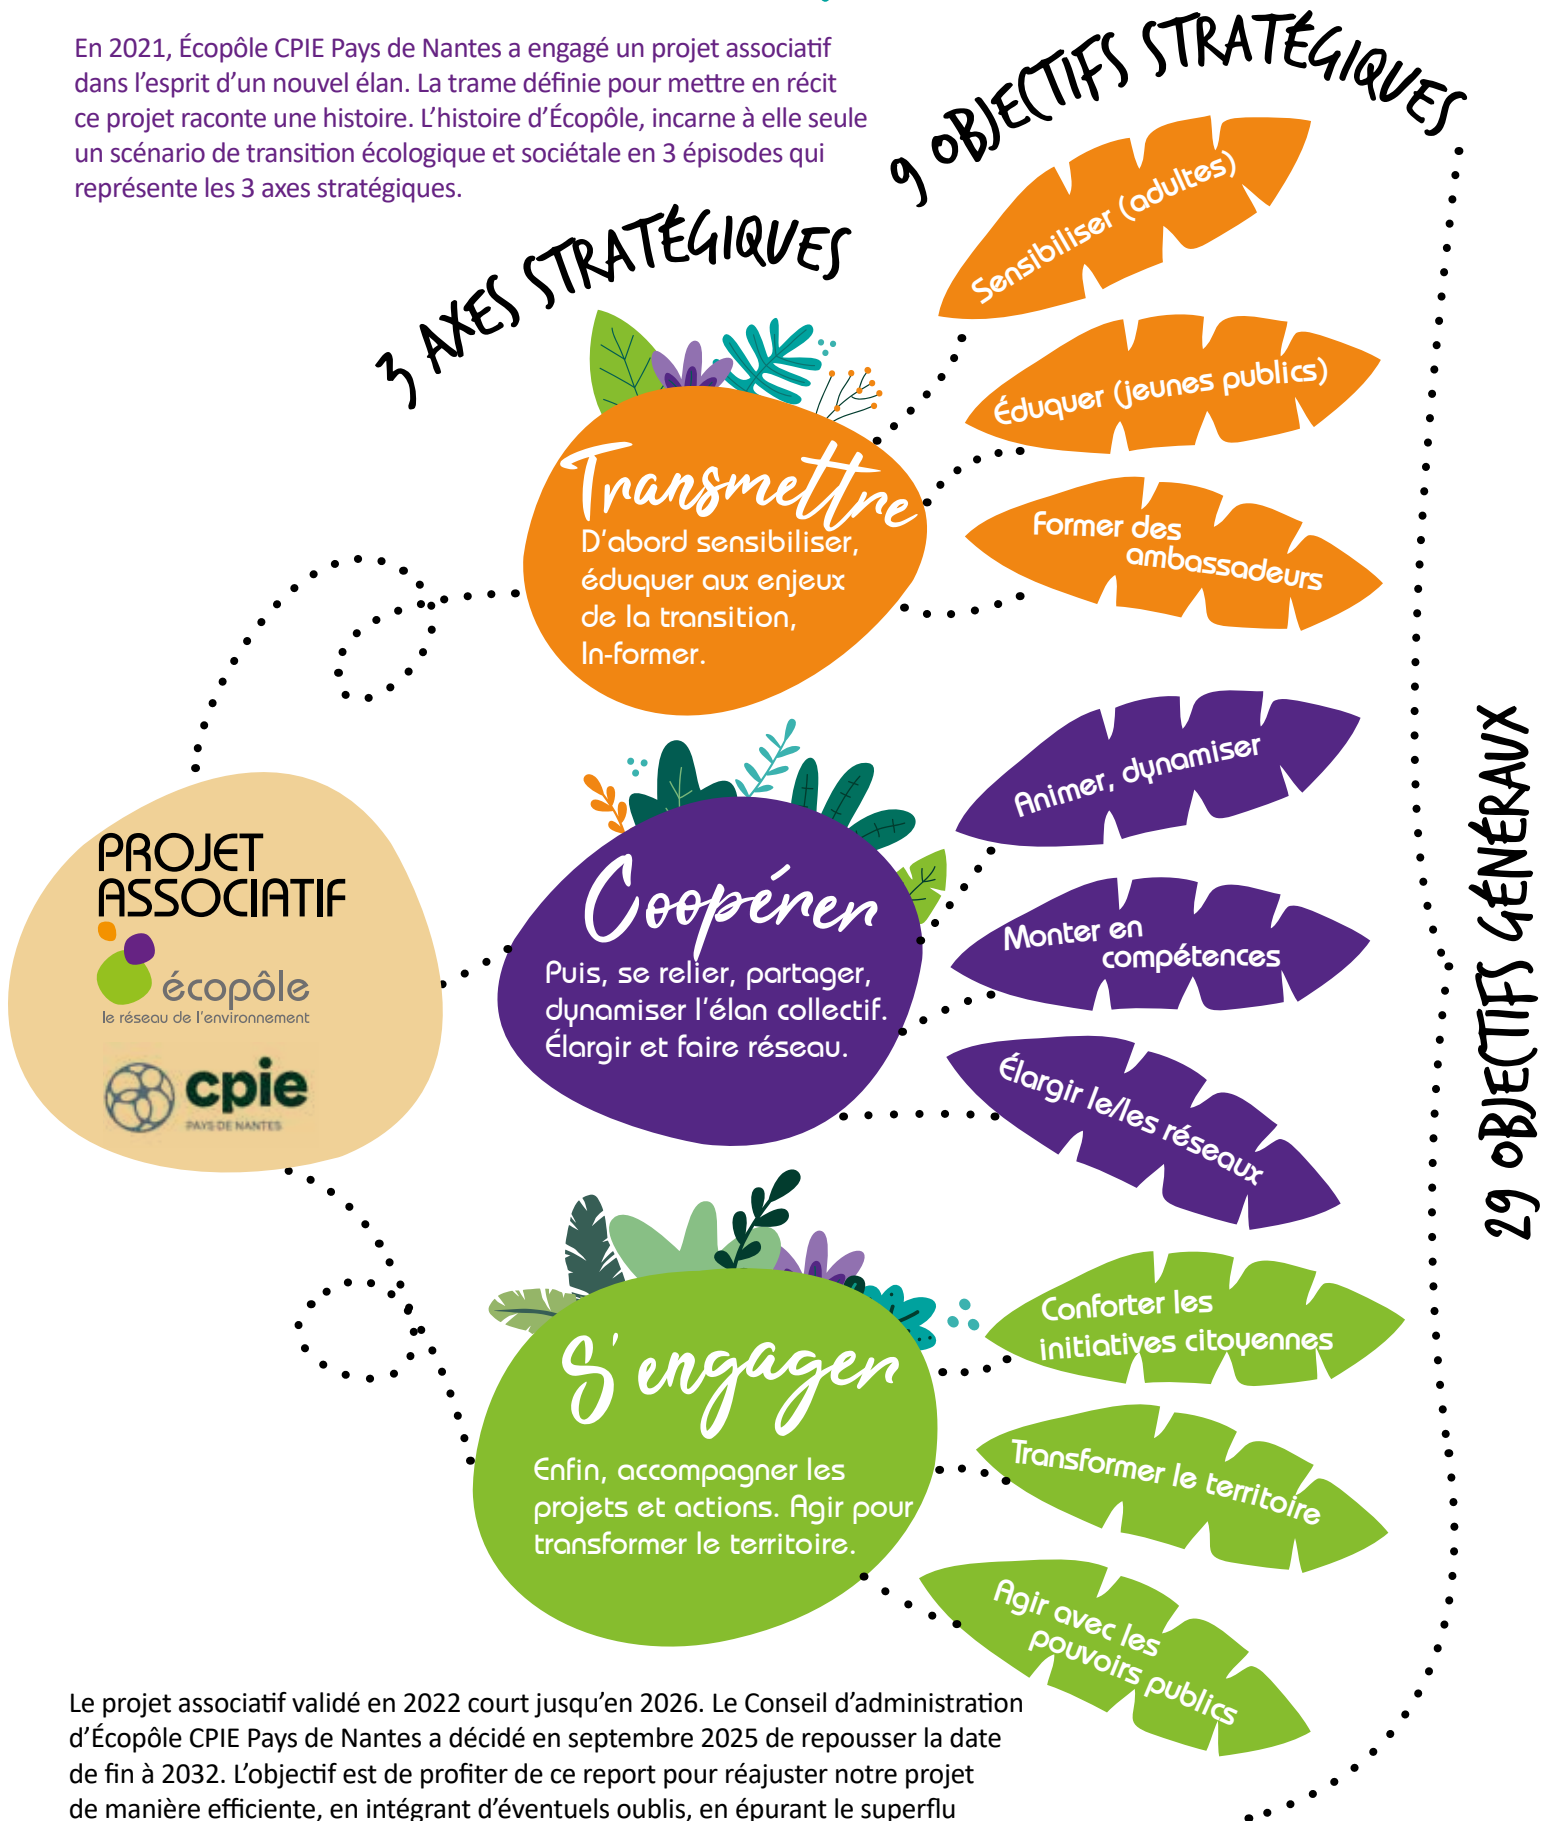 En 2021, Écopôle CPIE Pays de Nantes a engagé un projet associatif
dans l’esprit d’un nouvel élan. La trame définie pour mettre en récit
ce projet raconte une histoire. L’histoire d’Écopôle, incarne à elle seule
un scénario de transition écologique et sociétale en 3 épisodes qui
représente les 3 axes stratégiques.
3 AXES STRATÉGIQUES
9 OBJECTIFS STRATÉGIQUES
29 OBJECTIFS GÉNÉRAUX
PROJET
ASSOCIATIF
écopôle
le réseau de l’environnement
cpie
PAYS DE NANTES
Transmettre
D’abord sensibiliser,
éduquer aux enjeux
de la transition,
In-former.
Sensibiliser (adultes)
Éduquer (jeunes publics)
Former des
ambassadeurs
Coopérer
Puis, se relier, partager,
dynamiser l’élan collectif.
Élargir et faire réseau.
Animer, dynamiser
Monter en
compétences
Élargir le/les réseaux
S’engager
Enfin, accompagner les
projets et actions. Agir pour
transformer le territoire.
Conforter les
initiatives citoyennes
Transformer le territoire
Agir avec les
pouvoirs publics
Le projet associatif validé en 2022 court jusqu’en 2026. Le Conseil d’administration
d’Écopôle CPIE Pays de Nantes a décidé en septembre 2025 de repousser la date
de fin à 2032. L’objectif est de profiter de ce report pour réajuster notre projet
de manière efficiente, en intégrant d’éventuels oublis, en épurant le superflu